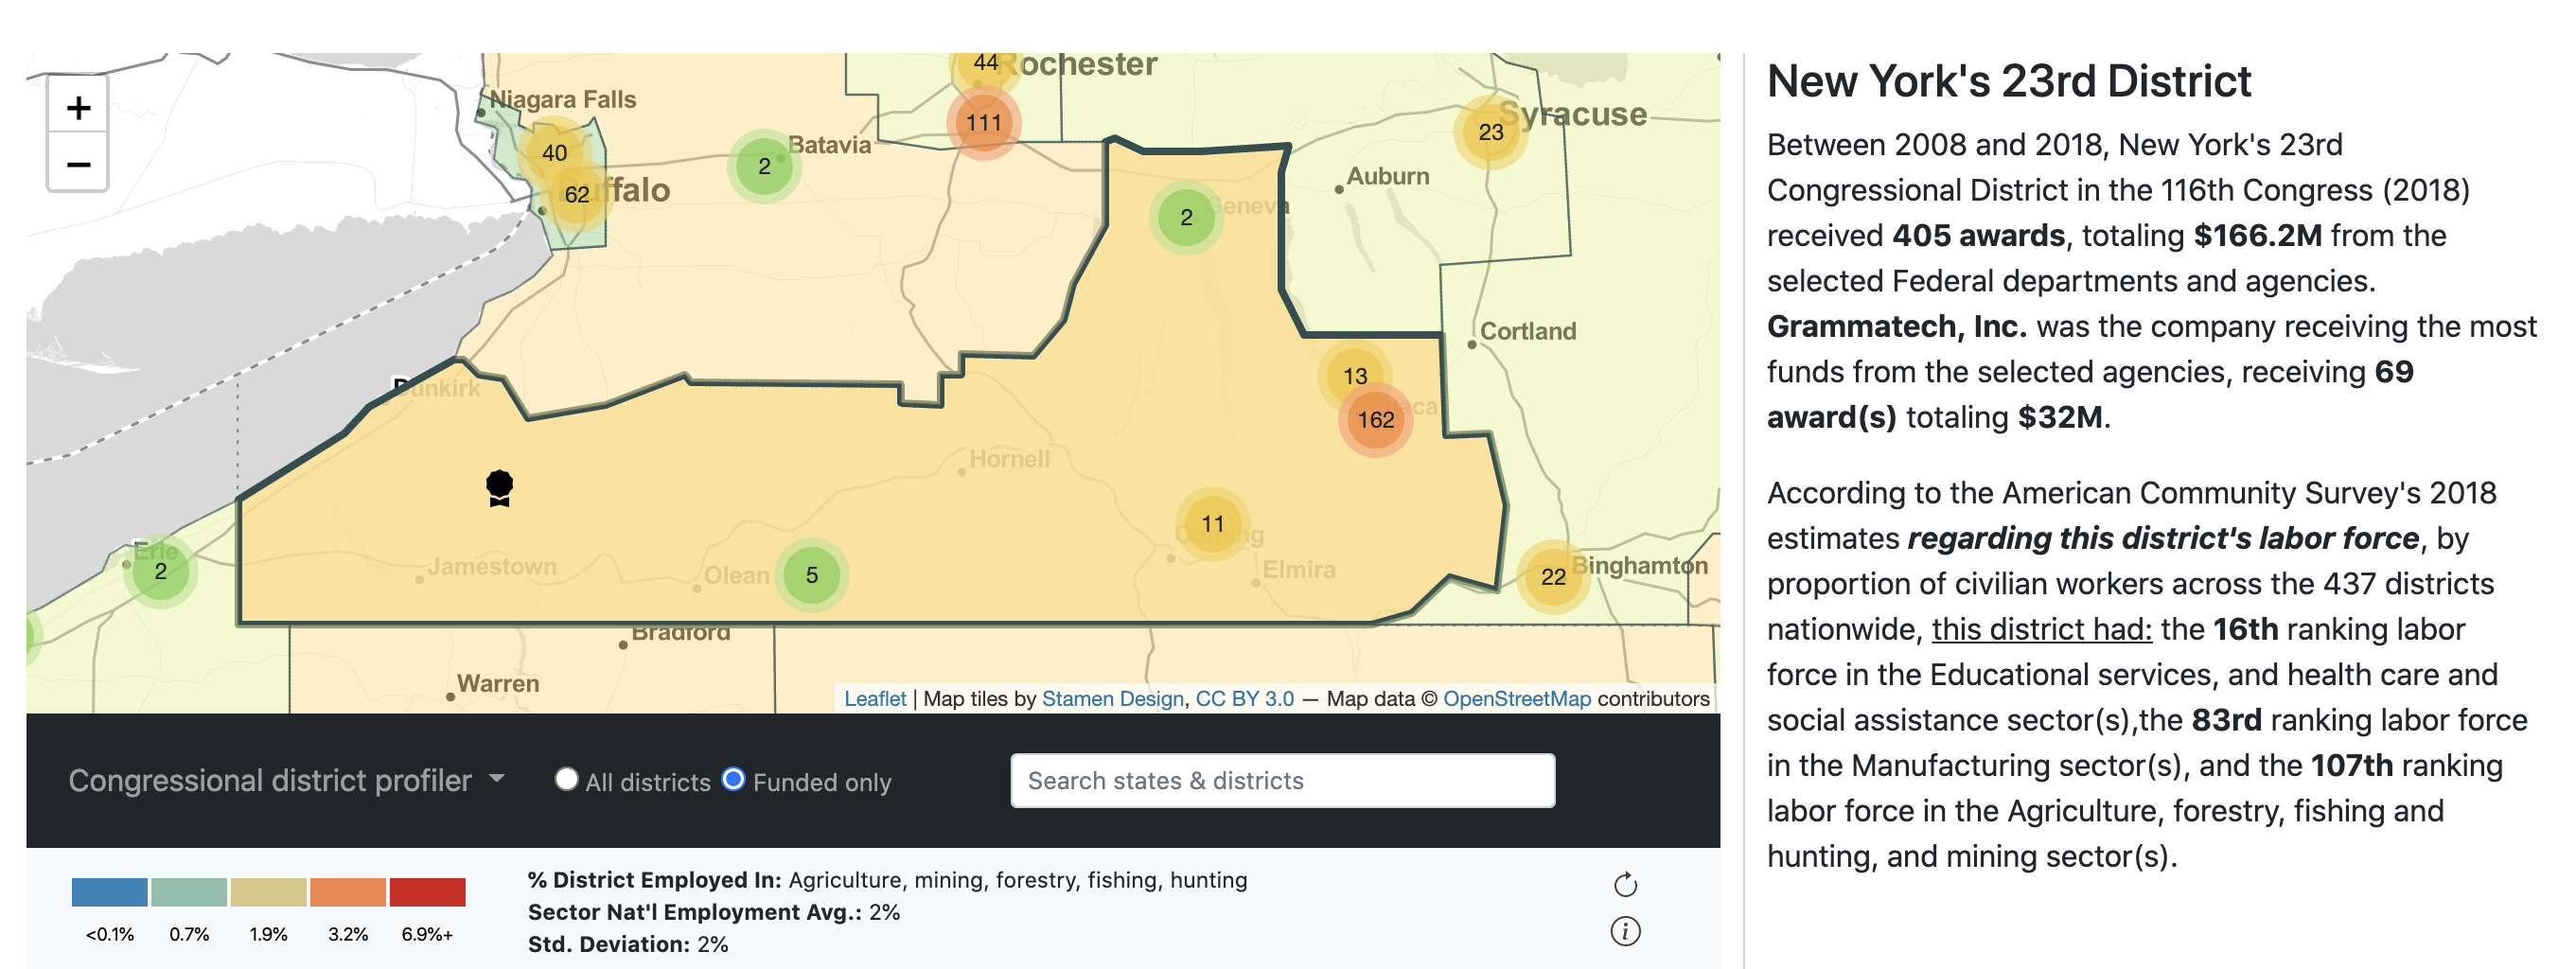 44
Rochester
Niagara Falls
111
Syracuse
23
40
2
Batavia
62
Buffalo
Auburn
2
Geneva
Cortland
Dunkirk
13
162
Ithaca
Hornell
11
Corning
Erie
2
Jamestown
Olean
5
Elmira
22
Binghamton
Bradford
Warren
Leaflet | Map tiles by Stamen Design, CC BY 3.0 — Map data © OpenStreetMap contributors
+
−
Congressional district profiler
All districts
Funded only
Search states & districts
<0.1% 0.7% 1.9% 3.2% 6.9%+
% District Employed In: Agriculture, mining, forestry, fishing, hunting
Sector Nat'l Employment Avg.: 2%
Std. Deviation: 2%
i
New York's 23rd District
Between 2008 and 2018, New York's 23rd
Congressional District in the 116th Congress (2018)
received 405 awards, totaling $166.2M from the
selected Federal departments and agencies.
Grammatech, Inc. was the company receiving the most
funds from the selected agencies, receiving 69
award(s) totaling $32M.
According to the American Community Survey's 2018
estimates regarding this district's labor force, by
proportion of civilian workers across the 437 districts
nationwide, this district had: the 16th ranking labor
force in the Educational services, and health care and
social assistance sector(s),the 83rd ranking labor force
in the Manufacturing sector(s), and the 107th ranking
labor force in the Agriculture, forestry, fishing and
hunting, and mining sector(s).